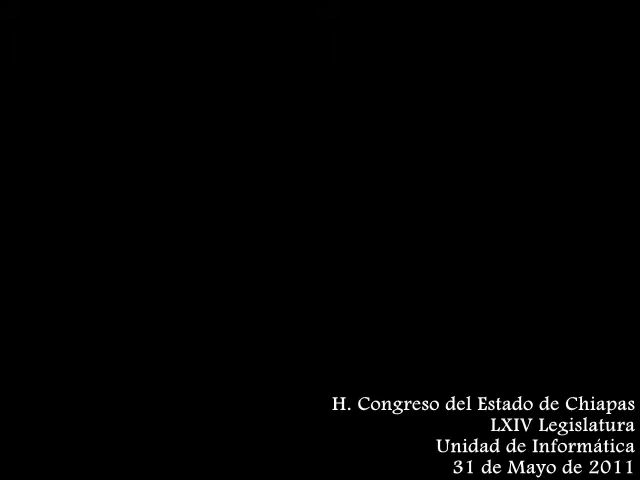 H. Congreso del Estado de Chiapas
LXIV Legislatura
Unidad de Informática
31 de Mayo de 2011